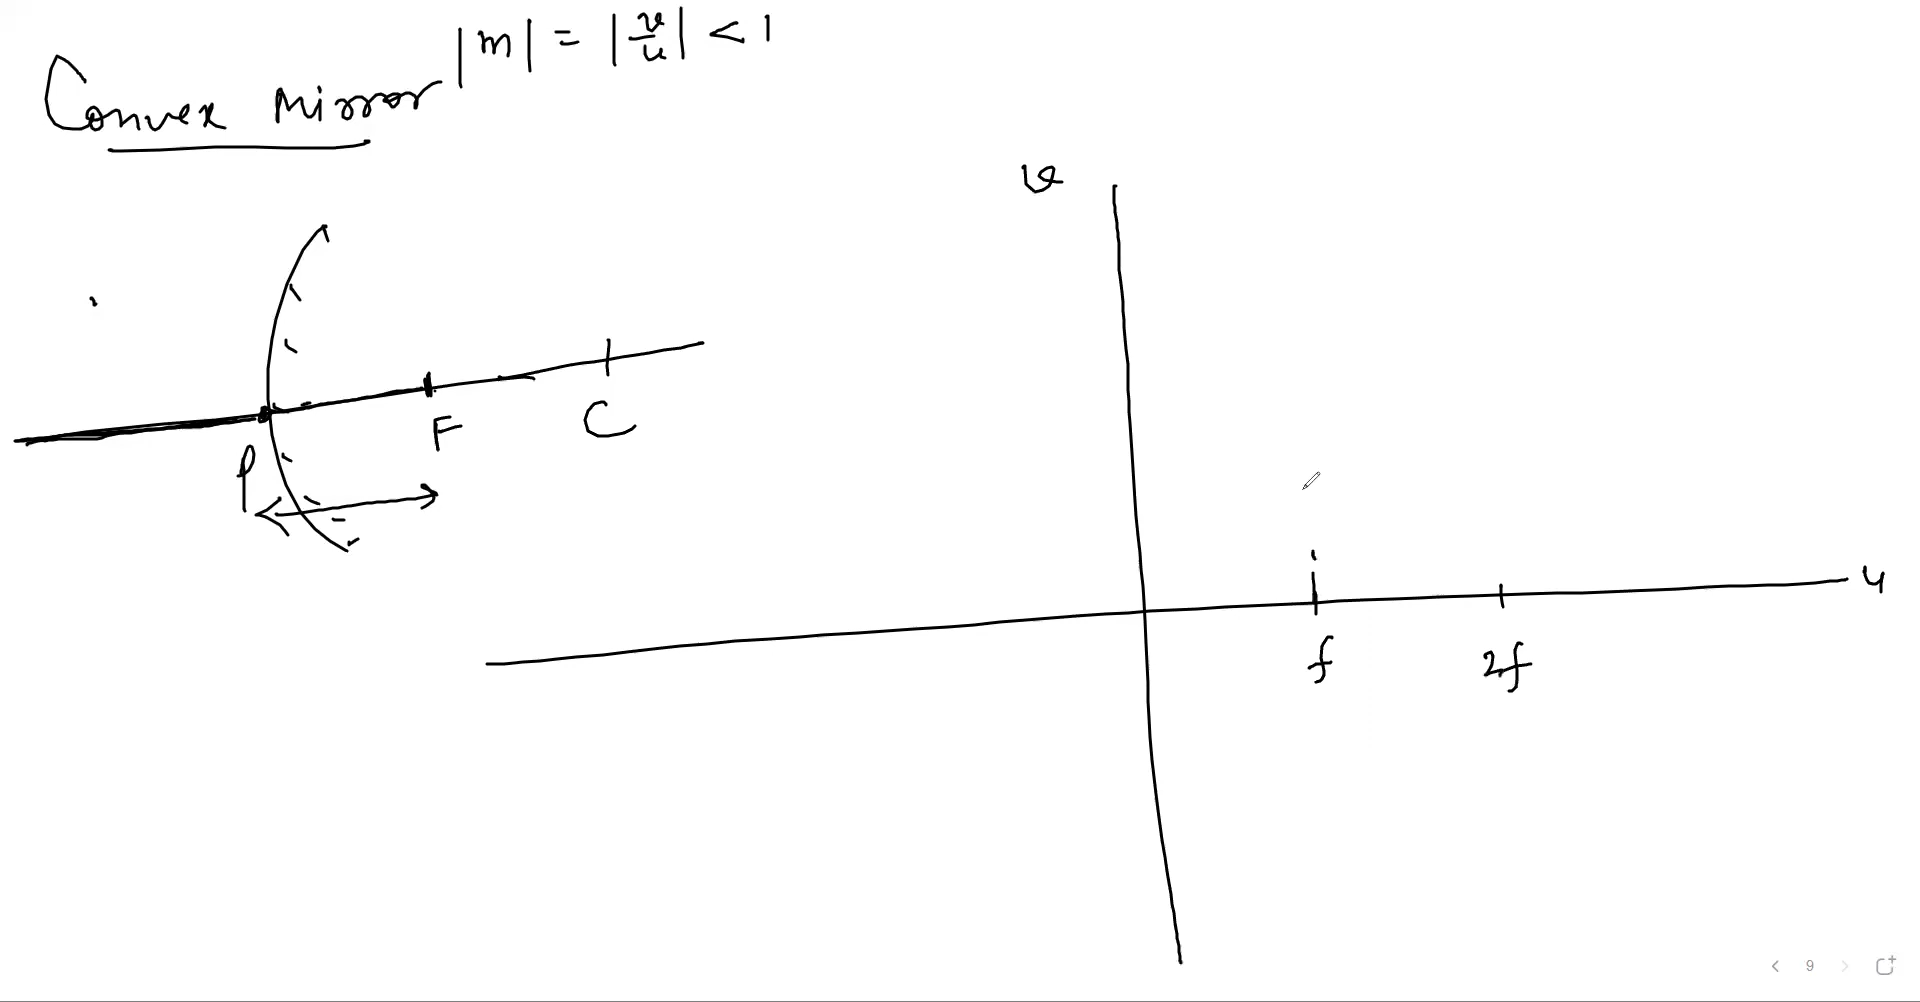 |m| = |v/u| < 1
Convex Mirror
v
F
C
P
u
f
2f
9